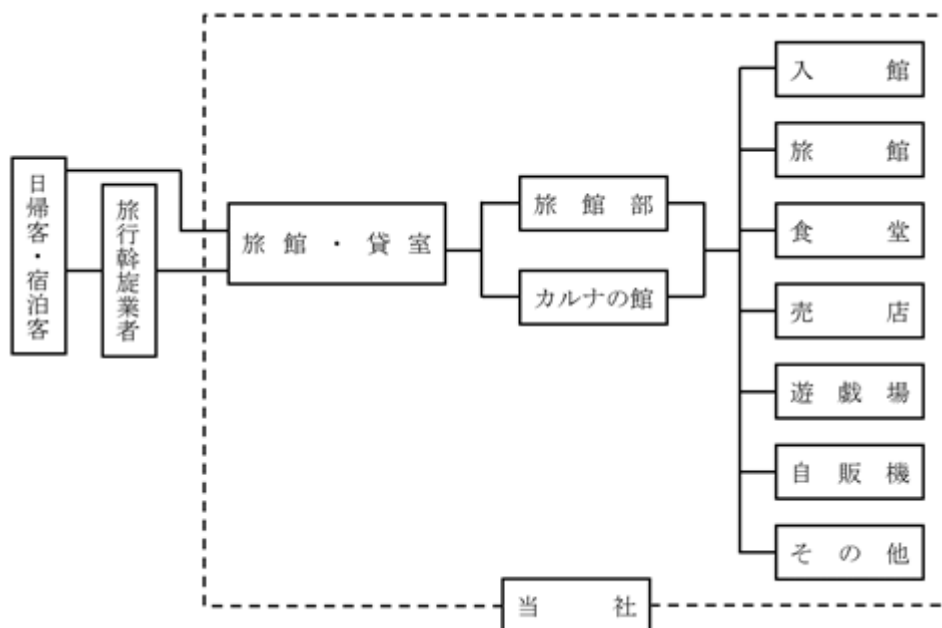 日帰客・宿泊客
旅行斡旋業者
旅館・貸室
旅館部
カルナの館
入館
旅館
食堂
売店
遊戯場
自販機
その他
当社